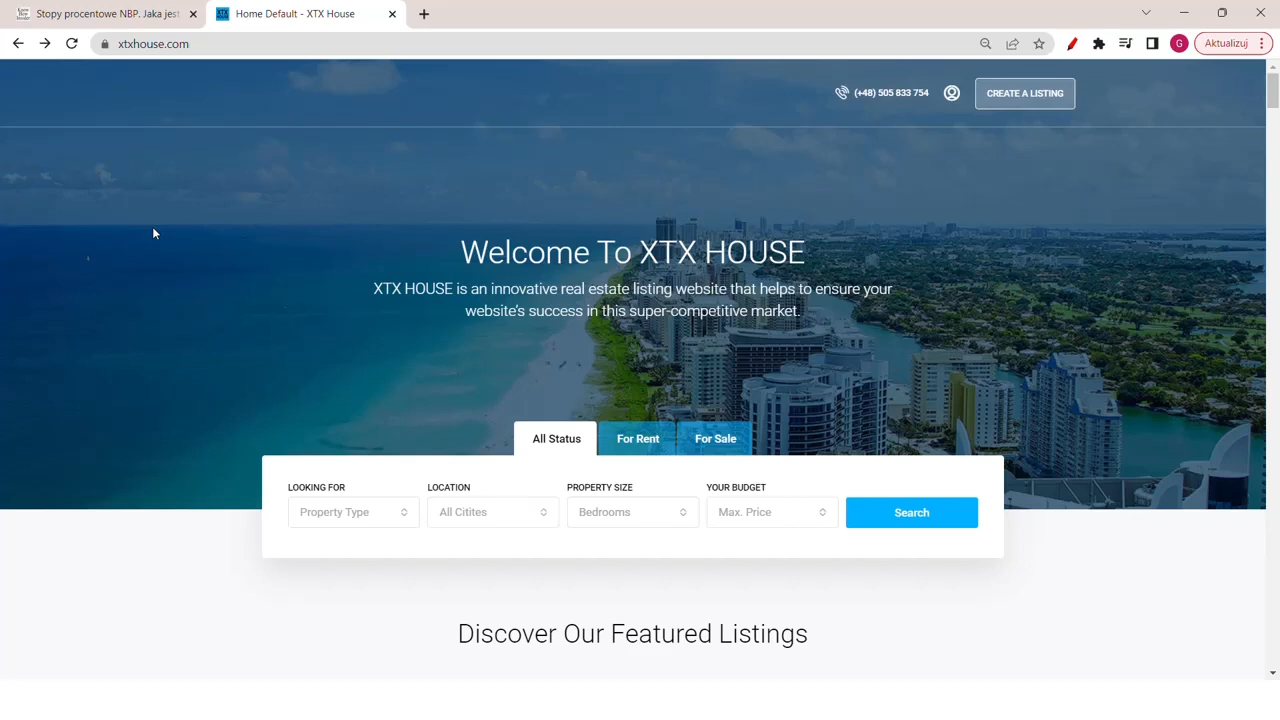 Stopy procentowe NBP. Jaka jest
Home Default - XTX House
xtxhouse.com
G
Aktualizuj
(+48) 505 833 754
CREATE A LISTING
Welcome To XTX HOUSE
XTX HOUSE is an innovative real estate listing website that helps to ensure your
website's success in this super-competitive market.
All Status
For Rent
For Sale
LOOKING FOR
LOCATION
PROPERTY SIZE
YOUR BUDGET
Property Type
All Citites
Bedrooms
Max. Price
Search
Discover Our Featured Listings